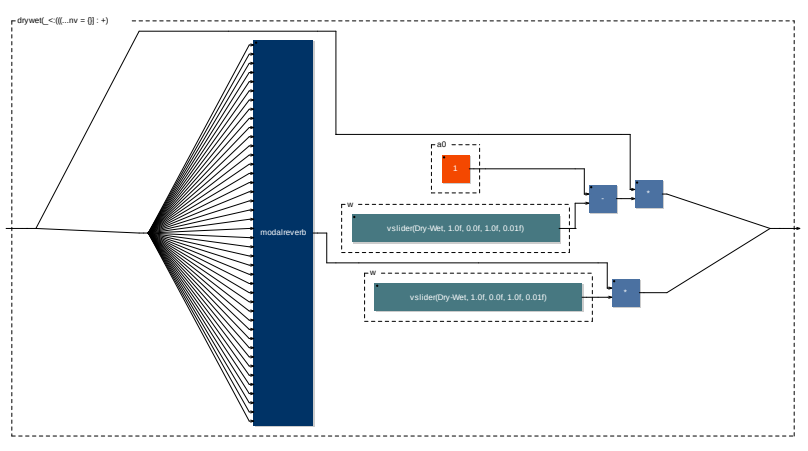 drywet(_<:(((...nv = {}] : +)
a0
1
-
*
w
vslider(Dry-Wet, 1.0f, 0.0f, 1.0f, 0.01f)
modalreverb
w
vslider(Dry-Wet, 1.0f, 0.0f, 1.0f, 0.01f)
*